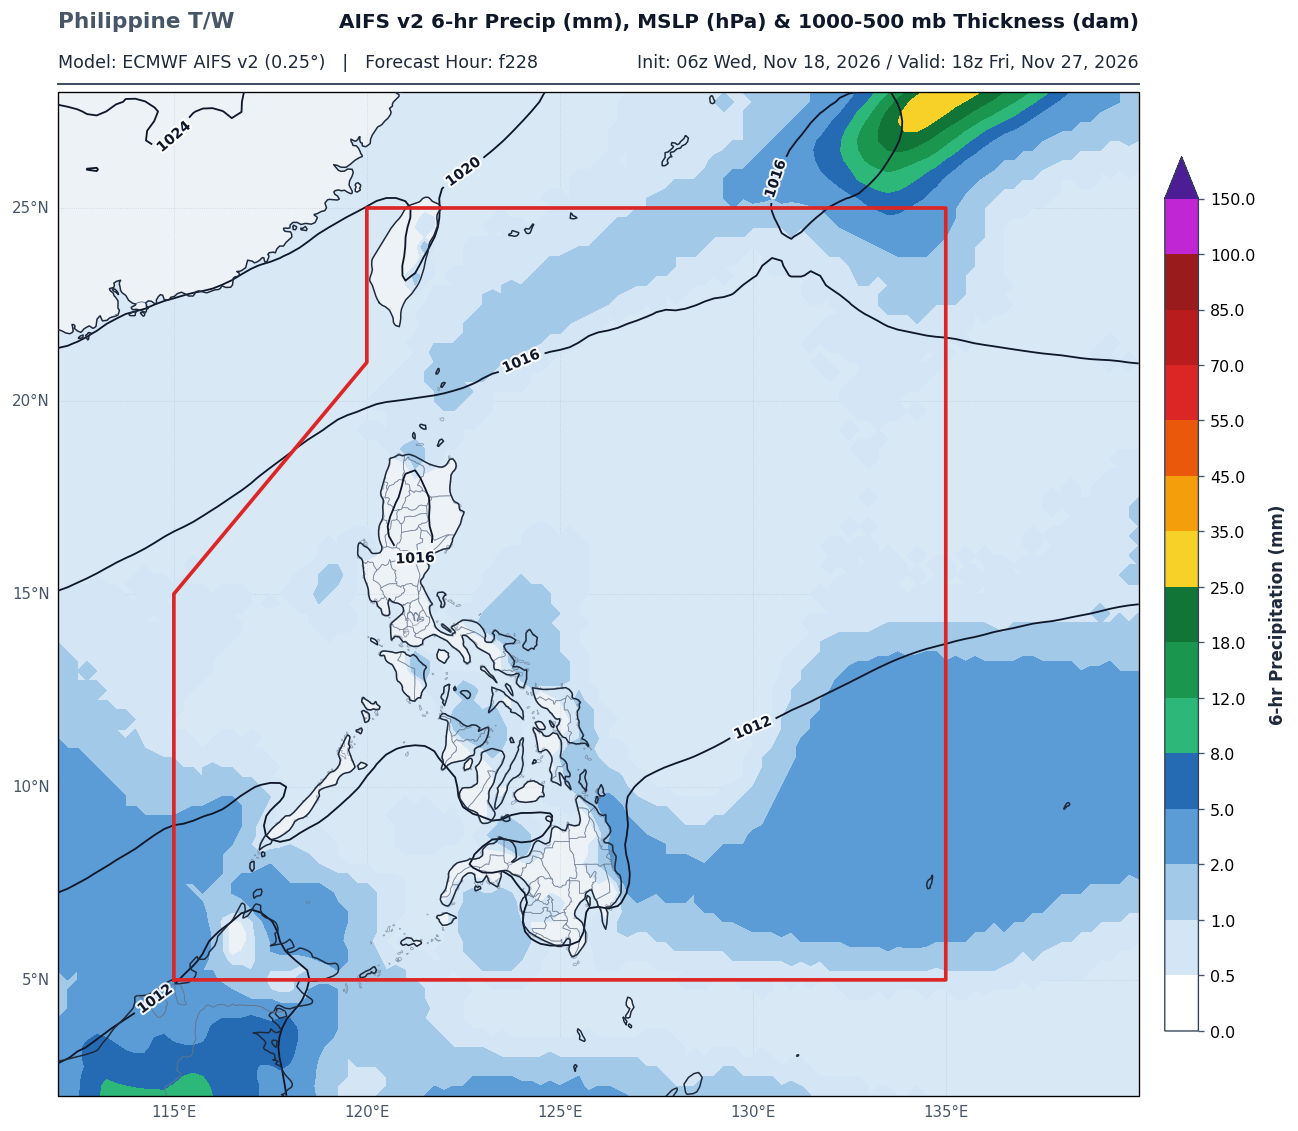 Philippine T/W
AIFS v2 6-hr Precip (mm), MSLP (hPa) & 1000-500 mb Thickness (dam)
Model: ECMWF AIFS v2 (0.25°) | Forecast Hour: f228
Init: 06z Wed, Nov 18, 2026 / Valid: 18z Fri, Nov 27, 2026
1024
1020
1016
1016
1016
1012
1012
25°N
20°N
15°N
10°N
5°N
115°E
120°E
125°E
130°E
135°E
150.0
100.0
85.0
70.0
55.0
45.0
35.0
25.0
18.0
12.0
8.0
5.0
2.0
1.0
0.5
0.0
6-hr Precipitation (mm)